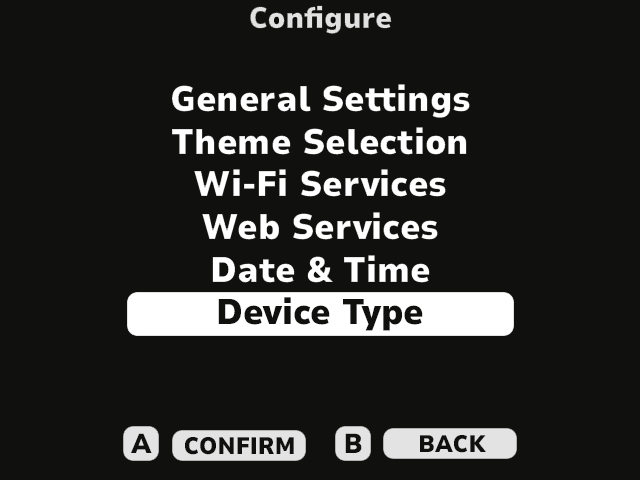 Configure
General Settings
Theme Selection
Wi-Fi Services
Web Services
Date & Time
Device Type
A CONFIRM B BACK